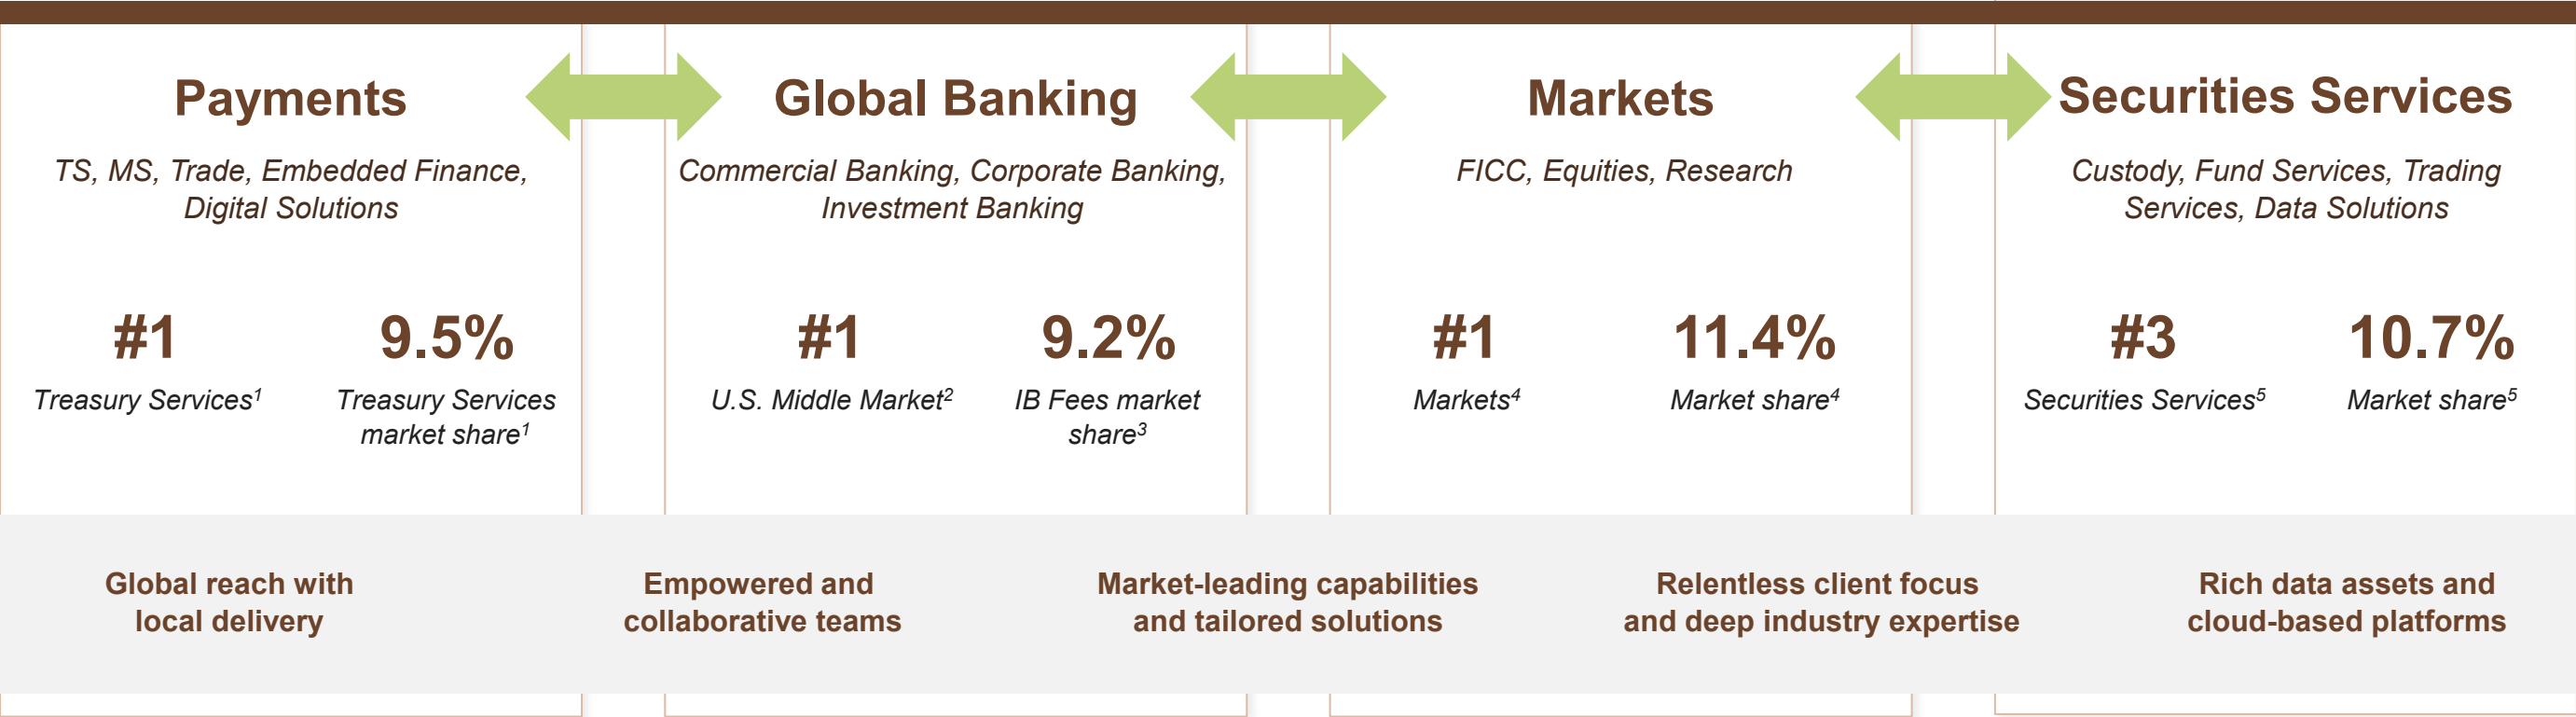 Payments
TS, MS, Trade, Embedded Finance,
Digital Solutions
#1
Treasury Services1
9.5%
Treasury Services
market share1
Global Banking
Commercial Banking, Corporate Banking,
Investment Banking
#1
U.S. Middle Market2
9.2%
IB Fees market
share3
Markets
FICC, Equities, Research
#1
Markets4
11.4%
Market share4
Securities Services
Custody, Fund Services, Trading
Services, Data Solutions
#3
Securities Services5
10.7%
Market share5
Global reach with
local delivery
Empowered and
collaborative teams
Market-leading capabilities
and tailored solutions
Relentless client focus
and deep industry expertise
Rich data assets and
cloud-based platforms